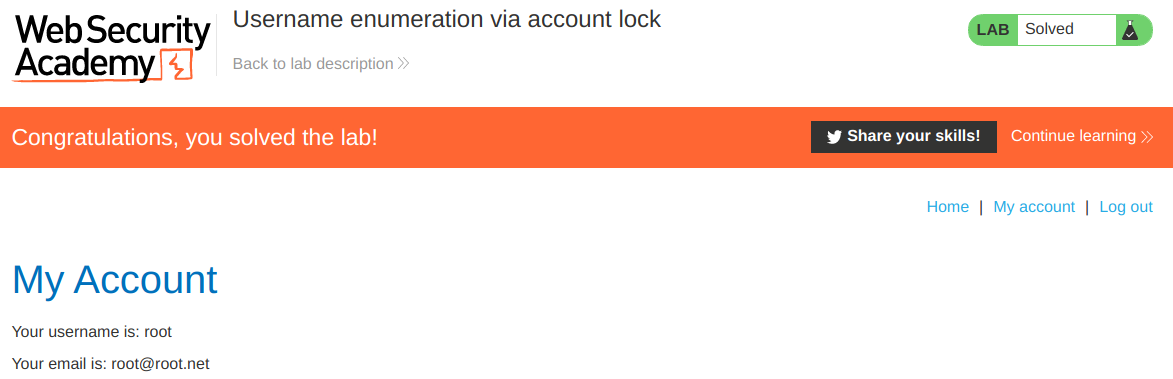 Web Security
Academy
Username enumeration via account lock
Back to lab description
LAB Solved
Congratulations, you solved the lab!
Share your skills!
Continue learning
Home | My account | Log out
My Account
Your username is: root
Your email is: root@root.net